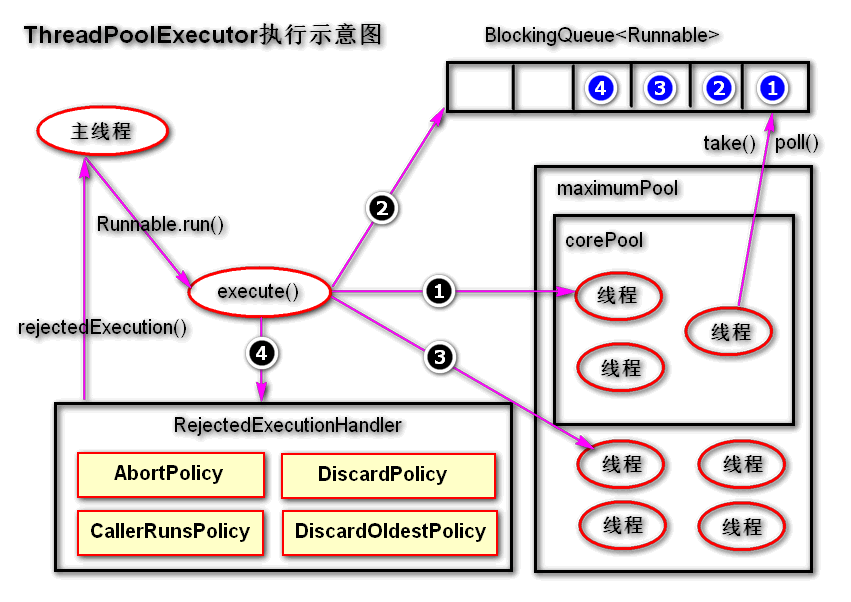 ThreadPoolExecutor执行示意图
BlockingQueue<Runnable>
4 3 2 1
主线程
take() poll()
maximumPool
2
Runnable.run()
corePool
execute()
1
线程
线程
rejectedExecution()
4
3
线程
RejectedExecutionHandler
AbortPolicy
DiscardPolicy
线程
线程
CallerRunsPolicy
DiscardOldestPolicy
线程
线程